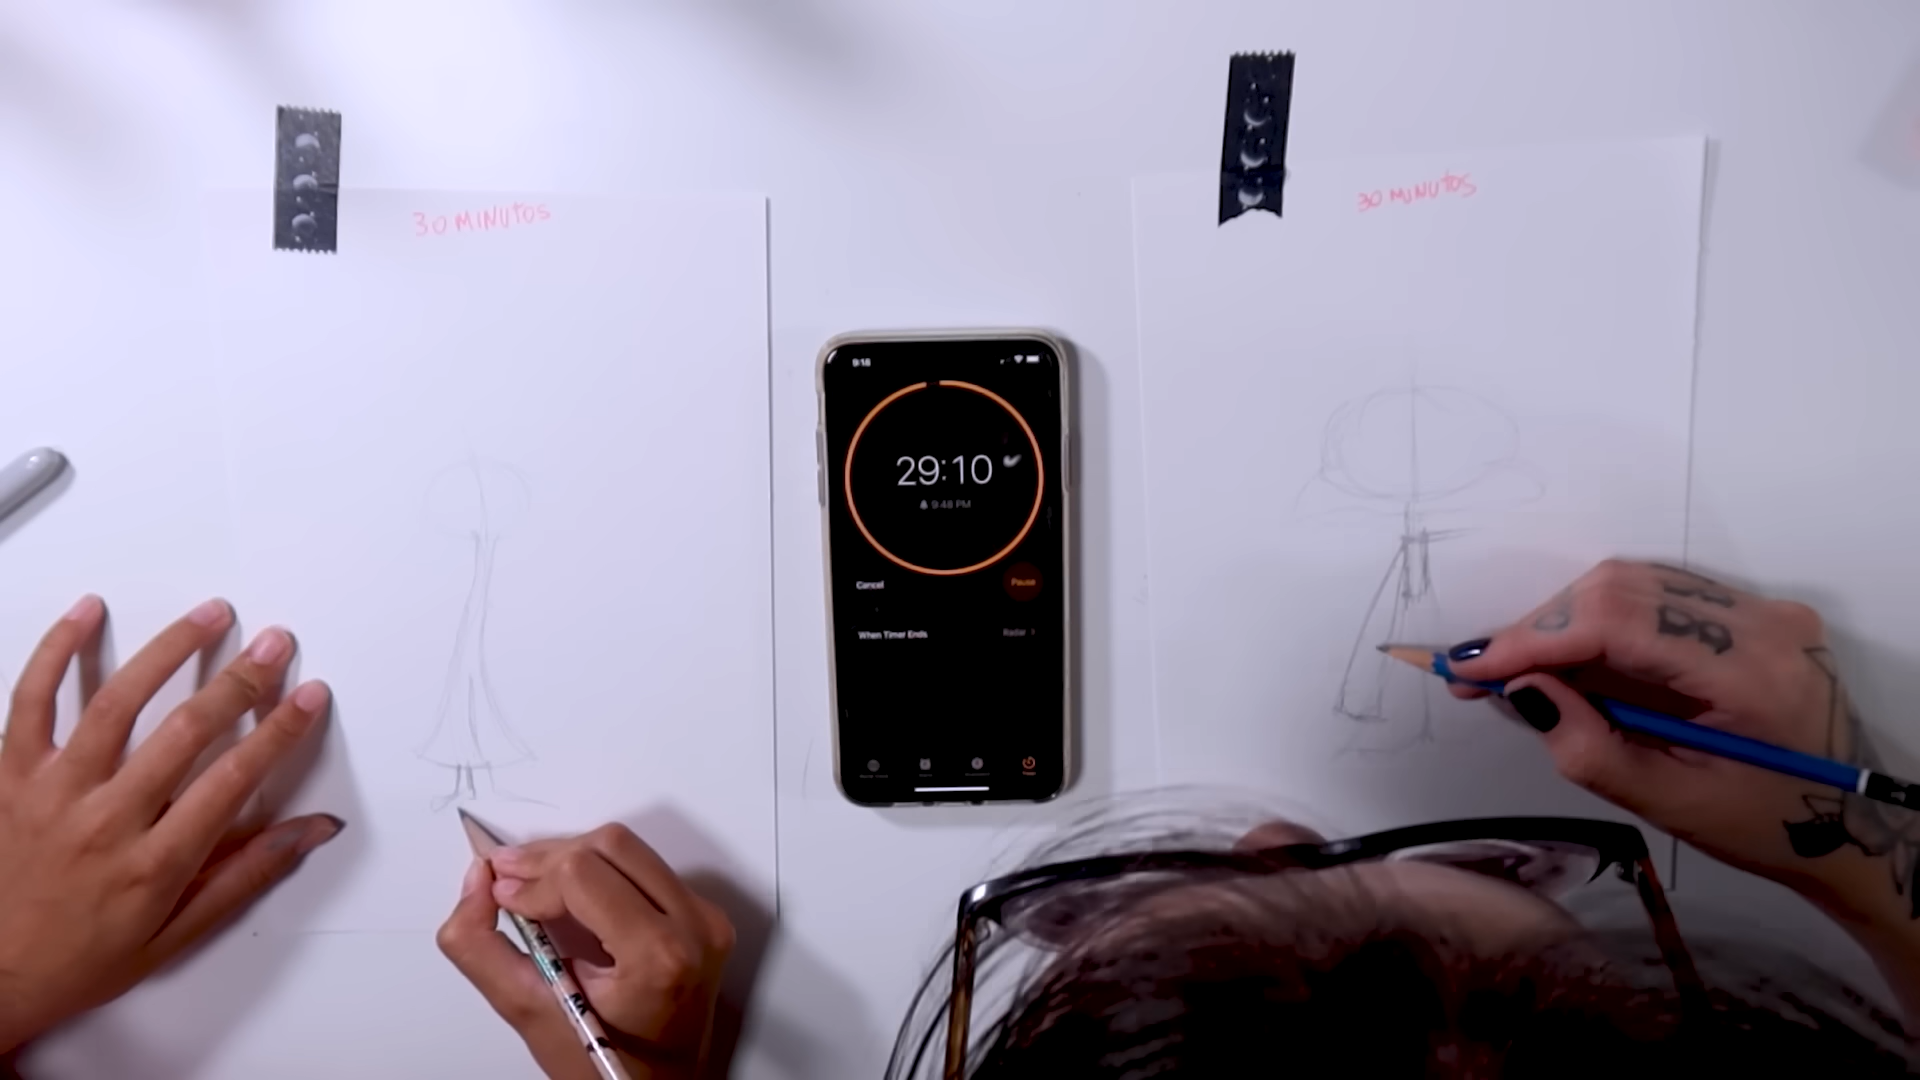 30 MINUTOS
30 MINUTOS
9:18
29:10
9:48 PM
Cancel
Pause
When Timer Ends
Radar >